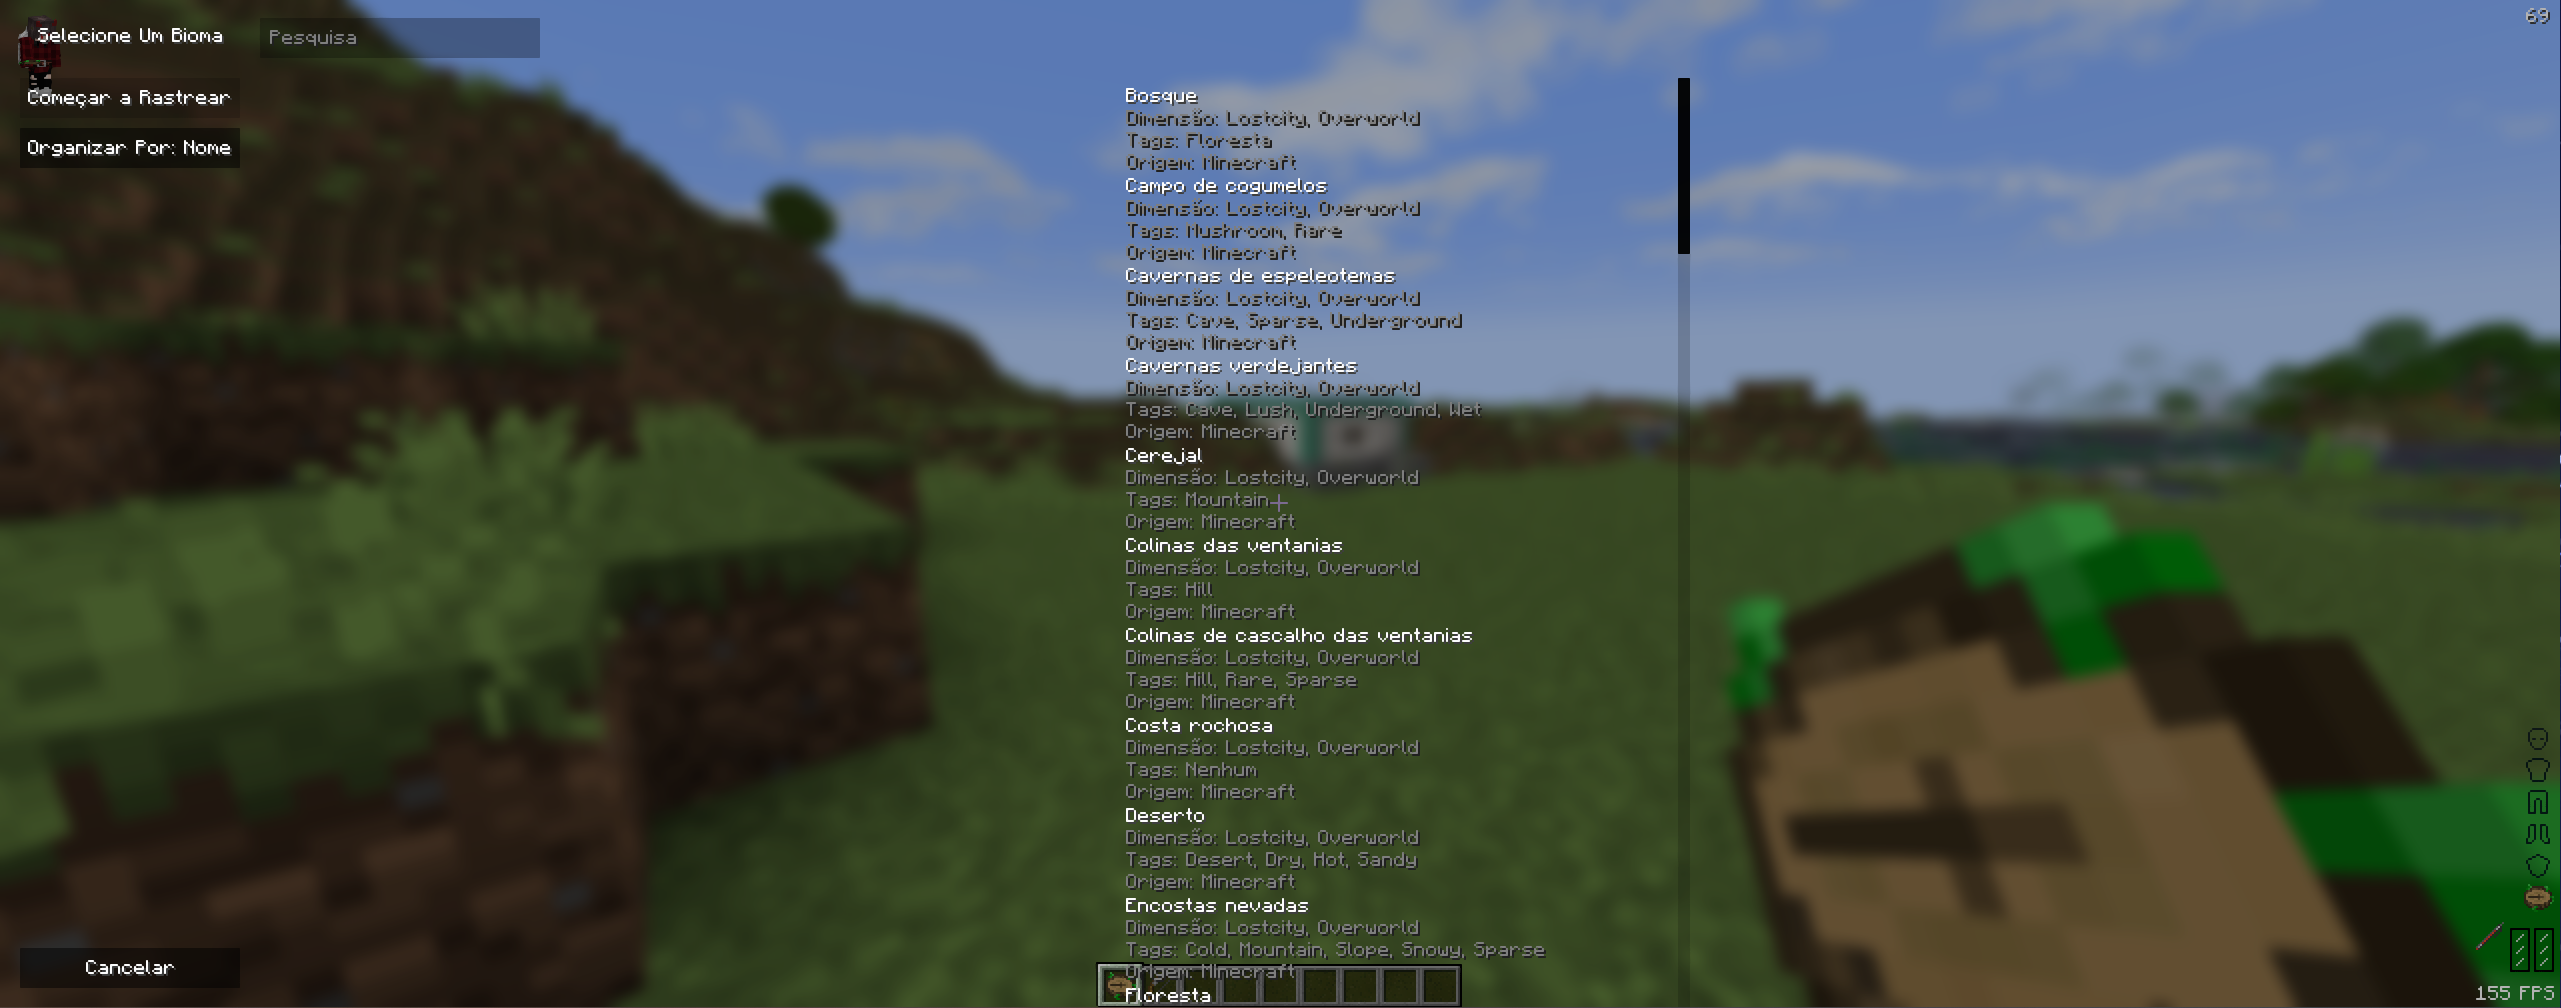 Selecione Um Bioma
Pesquisa
69
Começar a Rastrear
Organizar Por: Nome
Bosque
Dimensão: Lostcity, Overworld
Tags: Floresta
Origem: Minecraft
Campo de cogumelos
Dimensão: Lostcity, Overworld
Tags: Mushroom, Rare
Origem: Minecraft
Cavernas de espeleotemas
Dimensão: Lostcity, Overworld
Tags: Cave, Sparse, Underground
Origem: Minecraft
Cavernas verdejantes
Dimensão: Lostcity, Overworld
Tags: Cave, Lush, Underground, Wet
Origem: Minecraft
Cerejal
Dimensão: Lostcity, Overworld
Tags: Mountain
Origem: Minecraft
Colinas das ventanias
Dimensão: Lostcity, Overworld
Tags: Hill
Origem: Minecraft
Colinas de cascalho das ventanias
Dimensão: Lostcity, Overworld
Tags: Hill, Rare, Sparse
Origem: Minecraft
Costa rochosa
Dimensão: Lostcity, Overworld
Tags: Nenhum
Origem: Minecraft
Deserto
Dimensão: Lostcity, Overworld
Tags: Desert, Dry, Hot, Sandy
Origem: Minecraft
Encostas nevadas
Dimensão: Lostcity, Overworld
Tags: Cold, Mountain, Slope, Snowy, Sparse
Origem: Minecraft
Floresta
Cancelar
155 FPS